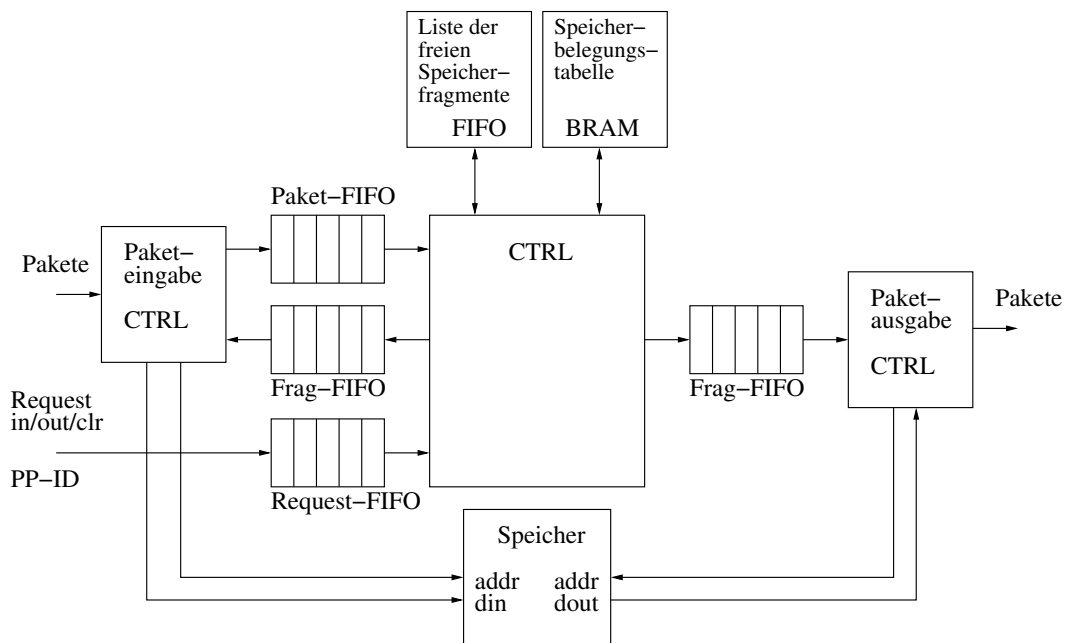 Liste der
freien
Speicher–
fragmente
FIFO
Speicher–
belegungs–
tabelle
BRAM
Paket–FIFO
Pakete
Paket–
eingabe
CTRL
CTRL
Frag–FIFO
Frag–FIFO
Paket–
ausgabe
CTRL
Pakete
Request
in/out/clr
PP–ID
Request–FIFO
Speicher
addr
din
addr
dout